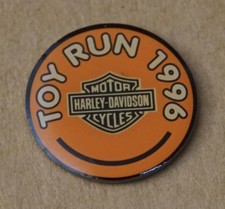 TOY RUN 1996
MOTOR
HARLEY-DAVIDSON
CYCLES